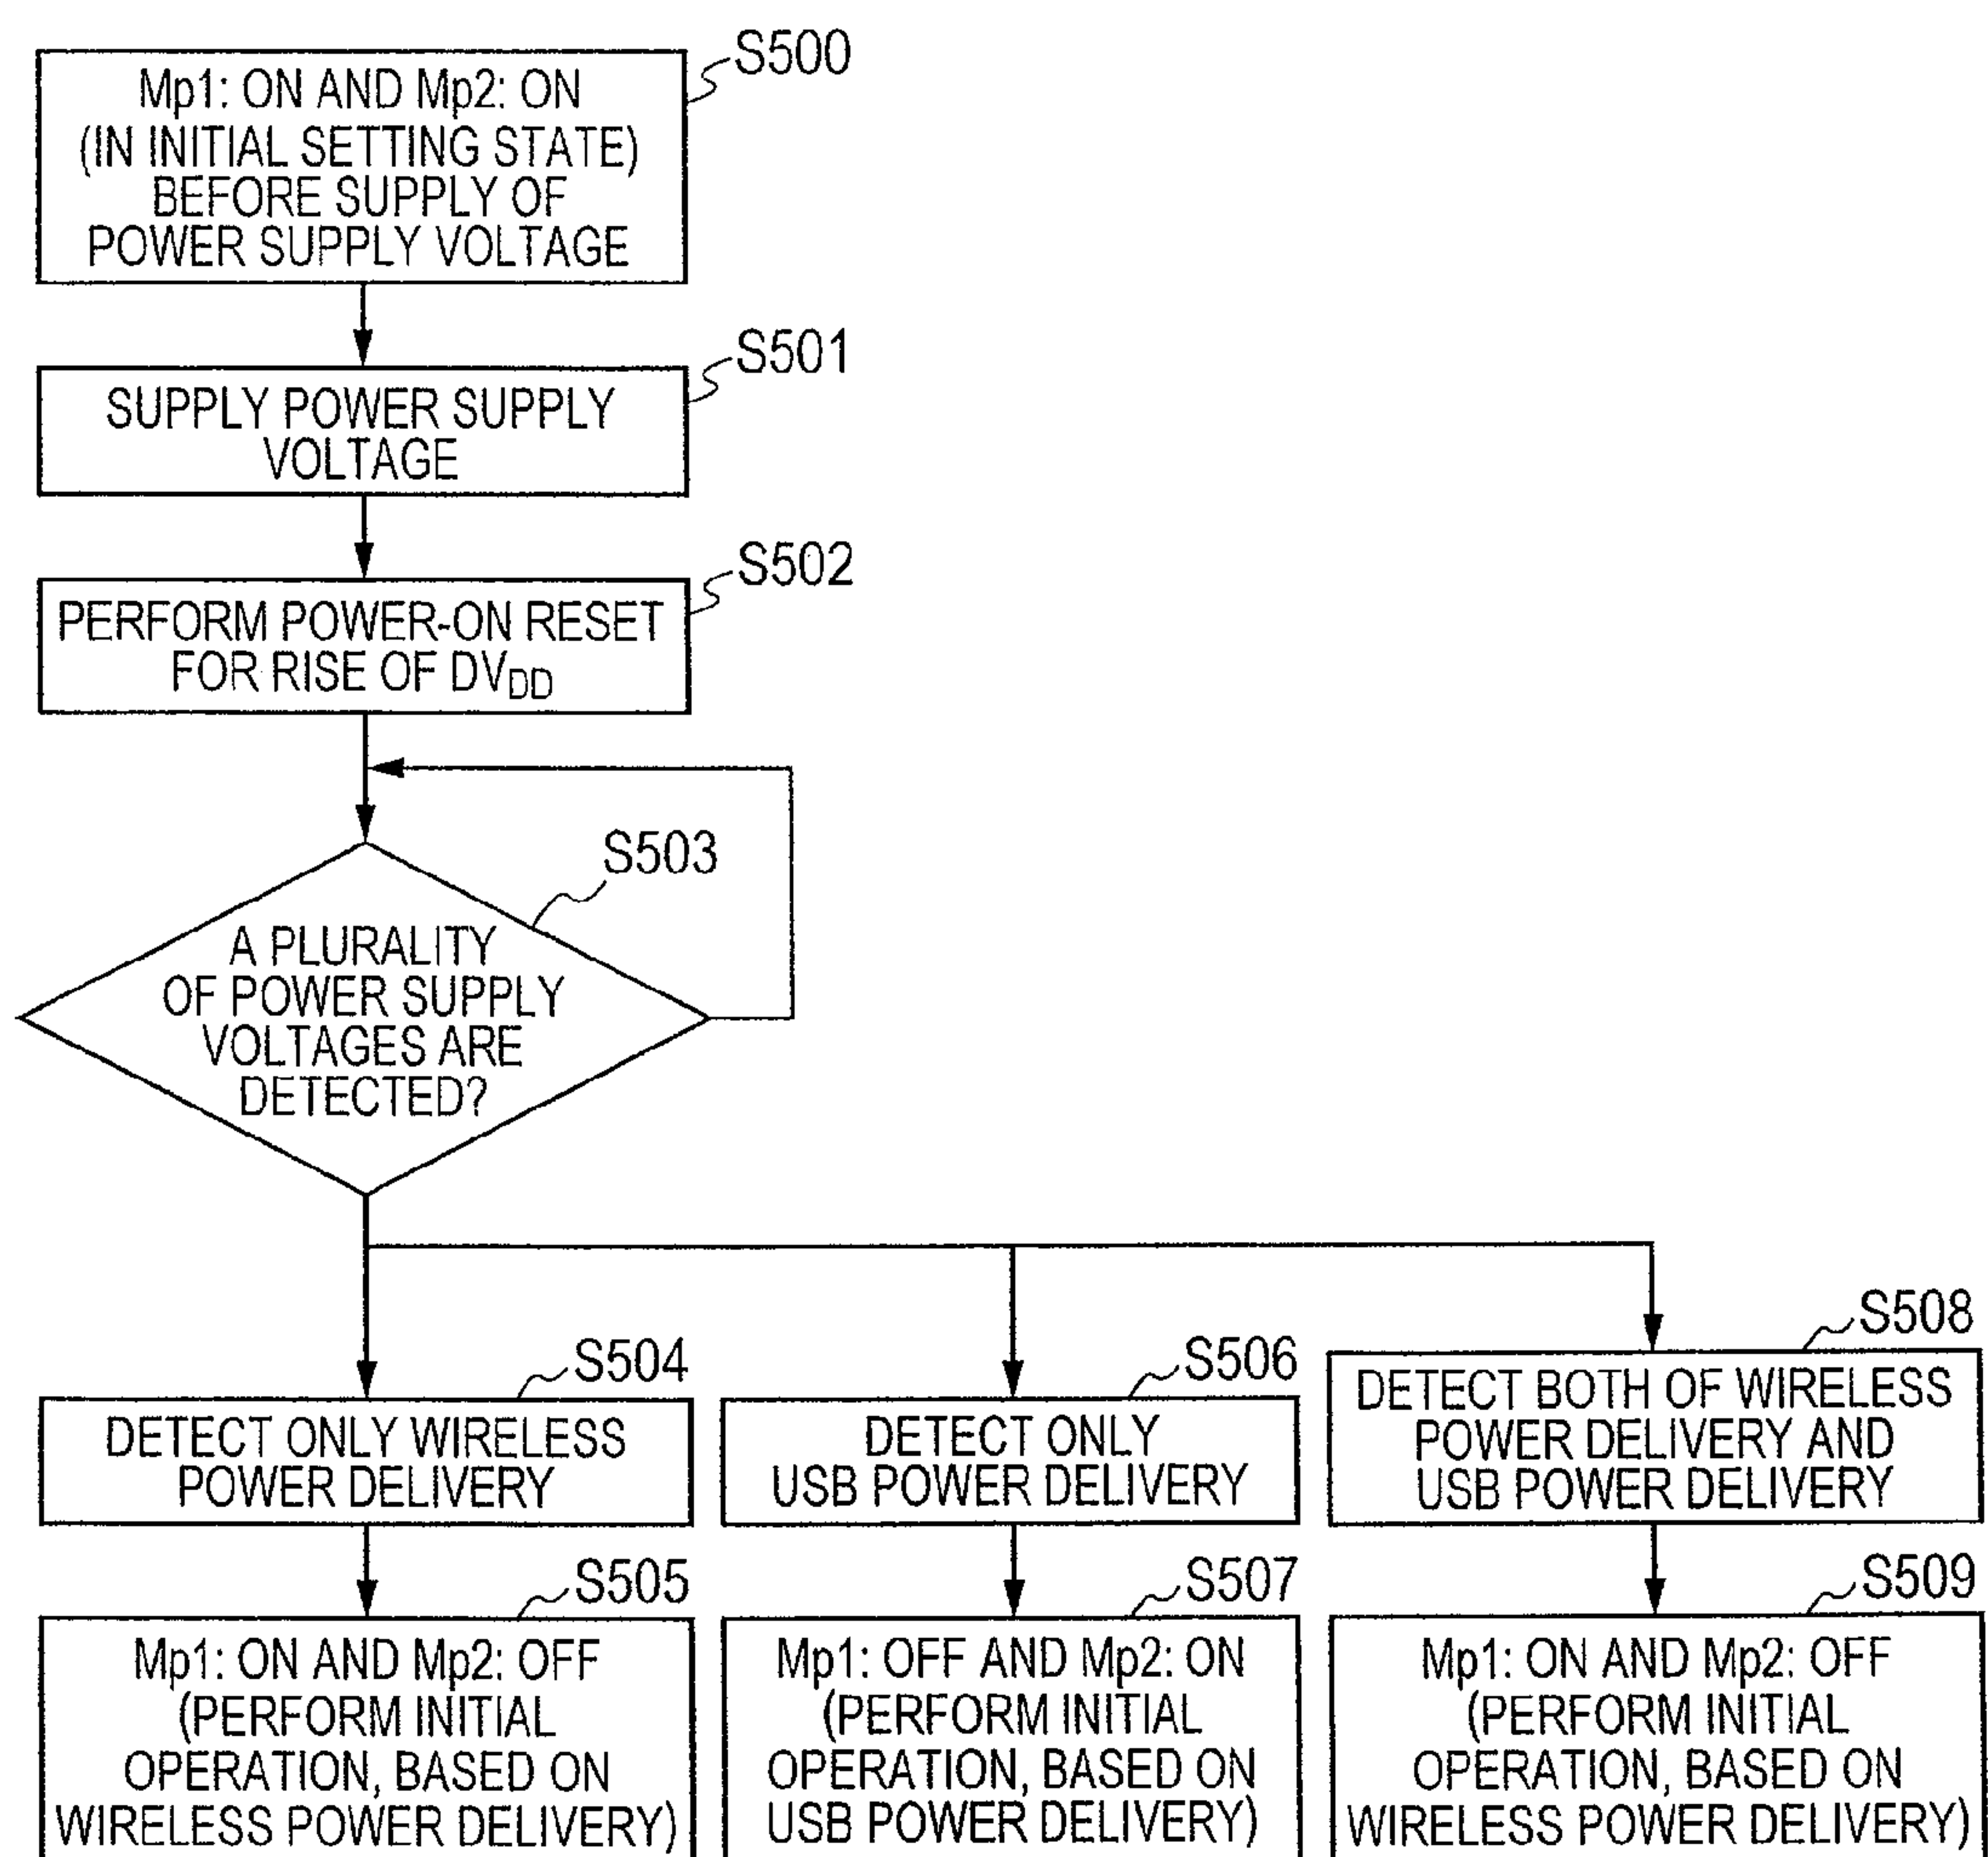 S500
Mp1: ON AND Mp2: ON
(IN INITIAL SETTING STATE)
BEFORE SUPPLY OF
POWER SUPPLY VOLTAGE
S501
SUPPLY POWER SUPPLY
VOLTAGE
S502
PERFORM POWER-ON RESET
FOR RISE OF DVDD
S503
A PLURALITY
OF POWER SUPPLY
VOLTAGES ARE
DETECTED?
S504
DETECT ONLY WIRELESS
POWER DELIVERY
S506
DETECT ONLY
USB POWER DELIVERY
S508
DETECT BOTH OF WIRELESS
POWER DELIVERY AND
USB POWER DELIVERY
S505
Mp1: ON AND Mp2: OFF
(PERFORM INITIAL
OPERATION, BASED ON
WIRELESS POWER DELIVERY)
S507
Mp1: OFF AND Mp2: ON
(PERFORM INITIAL
OPERATION, BASED ON
USB POWER DELIVERY)
S509
Mp1: ON AND Mp2: OFF
(PERFORM INITIAL
OPERATION, BASED ON
WIRELESS POWER DELIVERY)